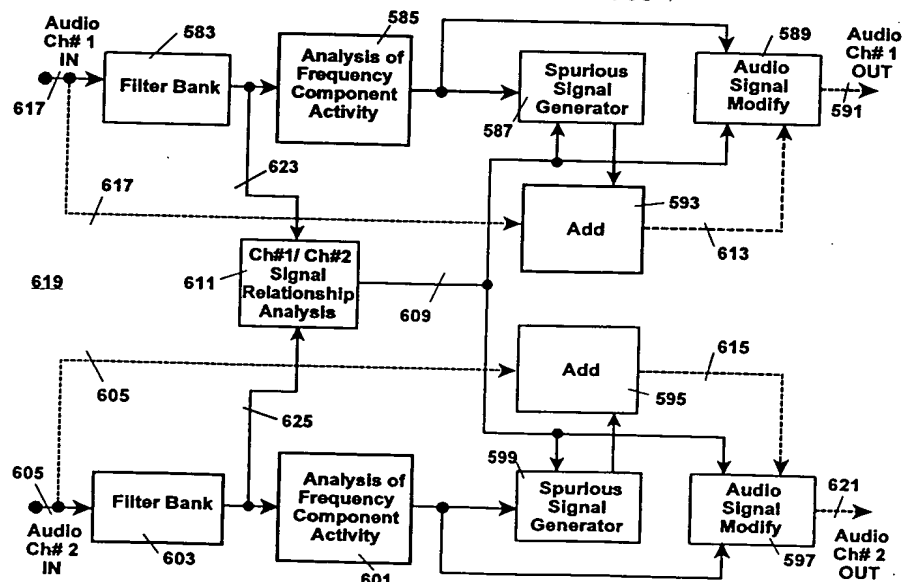 Audio
Ch# 1
IN
583
585
589
Audio
Ch# 1
OUT
Filter Bank
Analysis of
Frequency
Component
Activity
Spurious
Signal
Generator
Audio
Signal
Modify
617
587
591
623
617
593
Add
613
619
611
Ch#1/ Ch#2
Signal
Relationship
Analysis
609
605
Add
615
595
625
605
Filter Bank
Analysis of
Frequency
Component
Activity
599
Spurious
Signal
Generator
Audio
Signal
Modify
621
Audio
Ch# 2
IN
603
601
597
Audio
Ch# 2
OUT